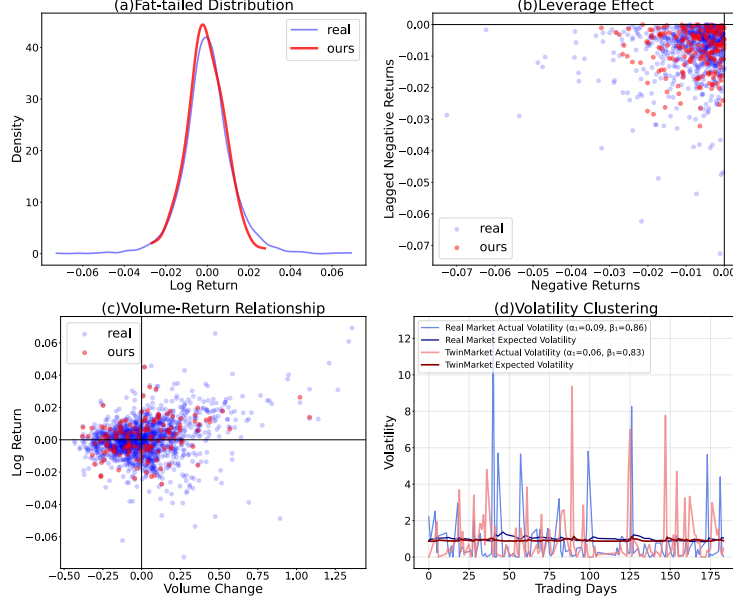 (a)Fat-tailed Distribution
real
ours
Density
40
30
20
10
0
−0.06 −0.04 −0.02 0.00 0.02 0.04 0.06
Log Return
(b)Leverage Effect
Lagged Negative Returns
0.00
−0.01
−0.02
−0.03
−0.04
−0.05
−0.06
−0.07
real
ours
−0.07 −0.06 −0.05 −0.04 −0.03 −0.02 −0.01 0.00
Negative Returns
(c)Volume-Return Relationship
real
ours
Log Return
0.06
0.04
0.02
0.00
−0.02
−0.04
−0.06
−0.50 −0.25 0.00 0.25 0.50 0.75 1.00 1.25
Volume Change
(d)Volatility Clustering
Real Market Actual Volatility (α₁=0.09, β₁=0.86)
Real Market Expected Volatility
TwinMarket Actual Volatility (α₁=0.06, β₁=0.83)
TwinMarket Expected Volatility
Volatility
12
10
8
6
4
2
0
0 25 50 75 100 125 150 175
Trading Days